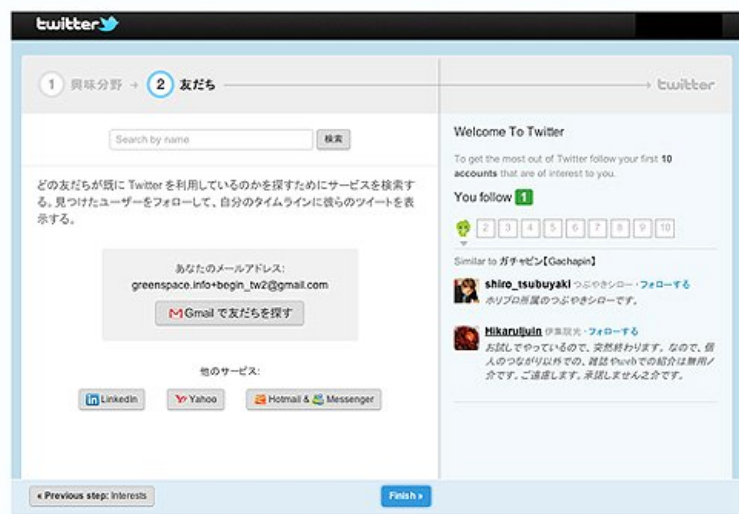 twitter
1 興味分野 → 2 友だち → twitter
Search by name 検索
どの友だちが既に Twitter を利用しているのかを探すためにサービスを検索す
る。見つけたユーザーをフォローして、自分のタイムラインに彼らのツイートを表
示する。
あなたのメールアドレス:
greenspace.info+begin_tw2@gmail.com
Gmail で友だちを探す
他のサービス:
LinkedIn Yahoo Hotmail & Messenger
« Previous step: Interests Finish »
Welcome To Twitter
To get the most out of Twitter follow your first 10
accounts that are of interest to you.
You follow 1
2 3 4 5 6 7 8 9 10
Similar to ガチャピン【Gachapin】
shiro_tsubuyaki つぶやきシロー · フォローする
ホリプロ所属のつぶやきシローです。
HikaruIjuin 伊集院光 · フォローする
お試しでやっているので、突然終わります。なので、個
人のつながり以外での、雑誌やwebでの紹介は無用ノ
介です。ご遠慮します。承諾しません之介です。